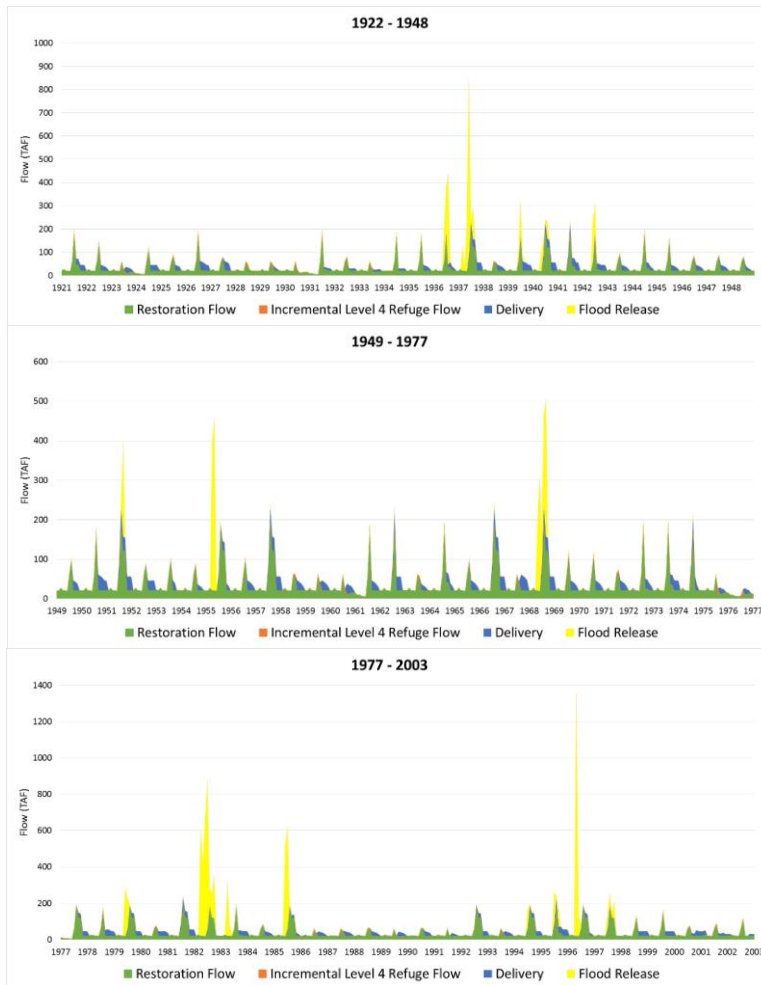 1922 - 1948
1000
900
800
700
600
500
400
300
200
100
0
Flow (TAF)
1921 1922 1923 1924 1925 1926 1927 1928 1929 1930 1931 1932 1933 1934 1935 1936 1937 1938 1939 1940 1941 1942 1943 1944 1945 1946 1947 1948
Restoration Flow Incremental Level 4 Refuge Flow Delivery Flood Release
1949 - 1977
600
500
400
300
200
100
0
Flow (TAF)
1949 1950 1951 1952 1953 1954 1955 1956 1957 1958 1959 1960 1961 1962 1963 1964 1965 1966 1967 1968 1969 1970 1971 1972 1973 1974 1975 1976 1977
Restoration Flow Incremental Level 4 Refuge Flow Delivery Flood Release
1977 - 2003
1400
1200
1000
800
600
400
200
0
Flow (TAF)
1977 1978 1979 1980 1981 1982 1983 1984 1985 1986 1987 1988 1989 1990 1991 1992 1993 1994 1995 1996 1997 1998 1999 2000 2001 2002 2003
Restoration Flow Incremental Level 4 Refuge Flow Delivery Flood Release